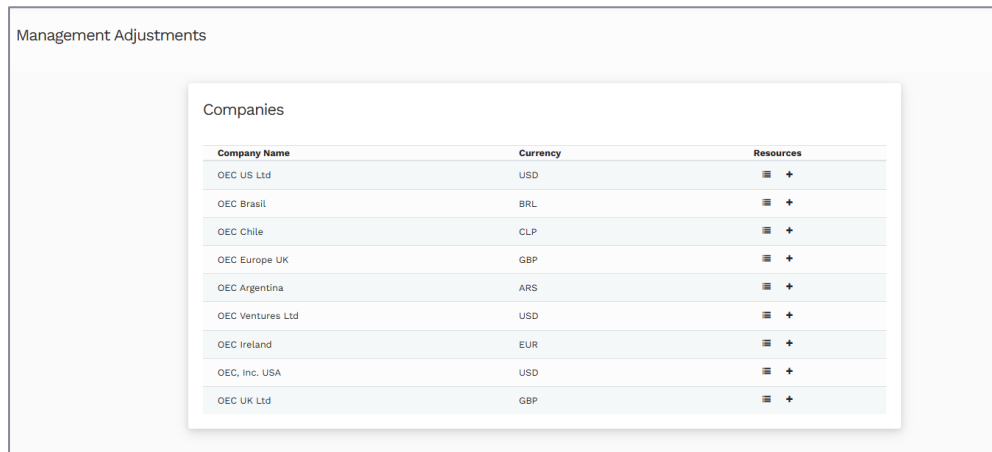 Management Adjustments
Companies
Company Name Currency Resources
OEC US Ltd USD
OEC Brasil BRL
OEC Chile CLP
OEC Europe UK GBP
OEC Argentina ARS
OEC Ventures Ltd USD
OEC Ireland EUR
OEC, Inc. USA USD
OEC UK Ltd GBP